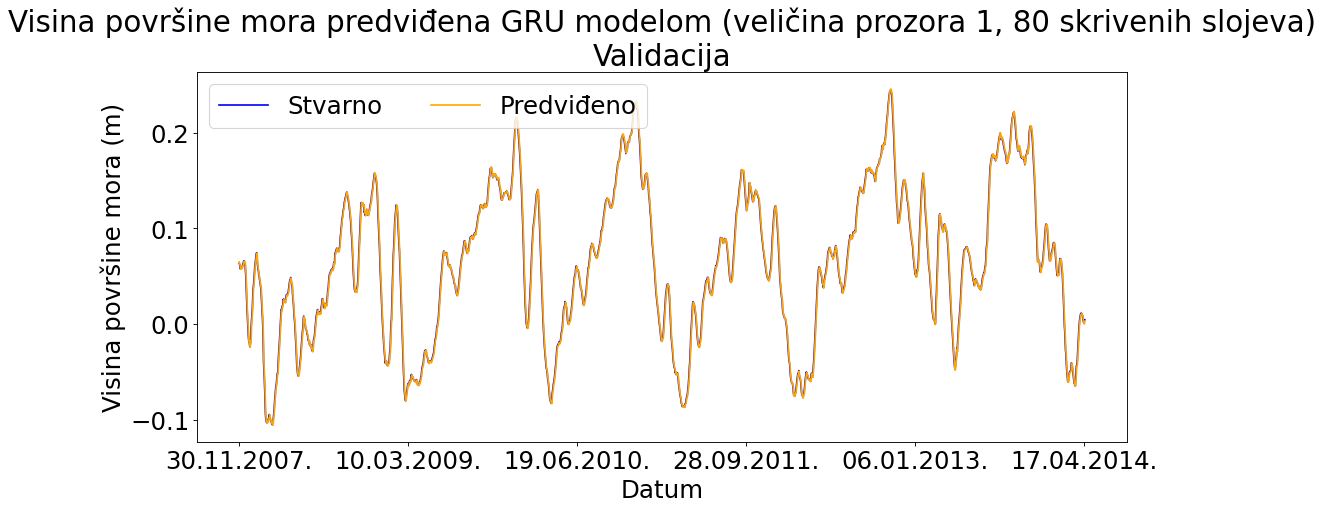 Visina površine mora predviđena GRU modelom (veličina prozora 1, 80 skrivenih slojeva)
Validacija
Stvarno Predviđeno
Visina površine mora (m)
0.2
0.1
0.0
−0.1
30.11.2007. 10.03.2009. 19.06.2010. 28.09.2011. 06.01.2013. 17.04.2014.
Datum